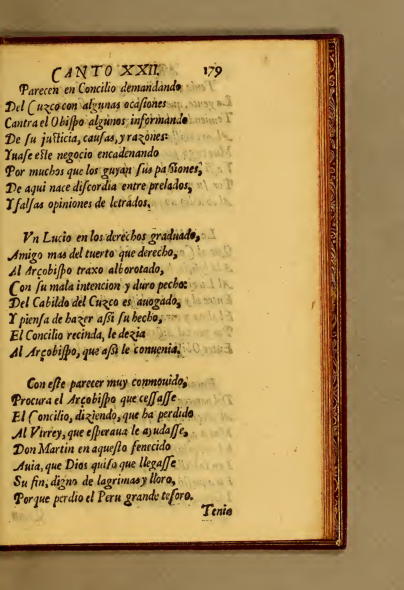 CANTO XXII. 179
Parecen en Concilio demandando
Del Cuzco con algunas ocasiones
Cantra el Obispo algunos informando
De su justicia, causas, y razones:
Yuase este negocio encadenando
Por muchos que los guyan sus passiones,
De aqui nace discordia entre prelados,
Y falsas opiniones de letrados.
Vn Lucio en los derechos graduado,
Amigo mas del tuerto que derecho,
Al Arçobispo traxo alborotado,
Con su mala intencion y duro pecho:
Del Cabildo del Cuzco es auogado,
Y piensa de hazer assi su hecho,
El Concilio recinda, le dezia
Al Arçobispo, que assi le conuenia.
Con este parecer muy conmouido,
Procura el Arçobispo que cessasse
El Concilio, diziendo, que ha perdido
Al Virrey, que esperaua le ayudasse,
Don Martin en aquesto fenecido
Auia, que Dios quiso que llegasse
Su fin, digno de lagrimas y lloro,
Porque perdio el Peru grande tesoro.
Tenia